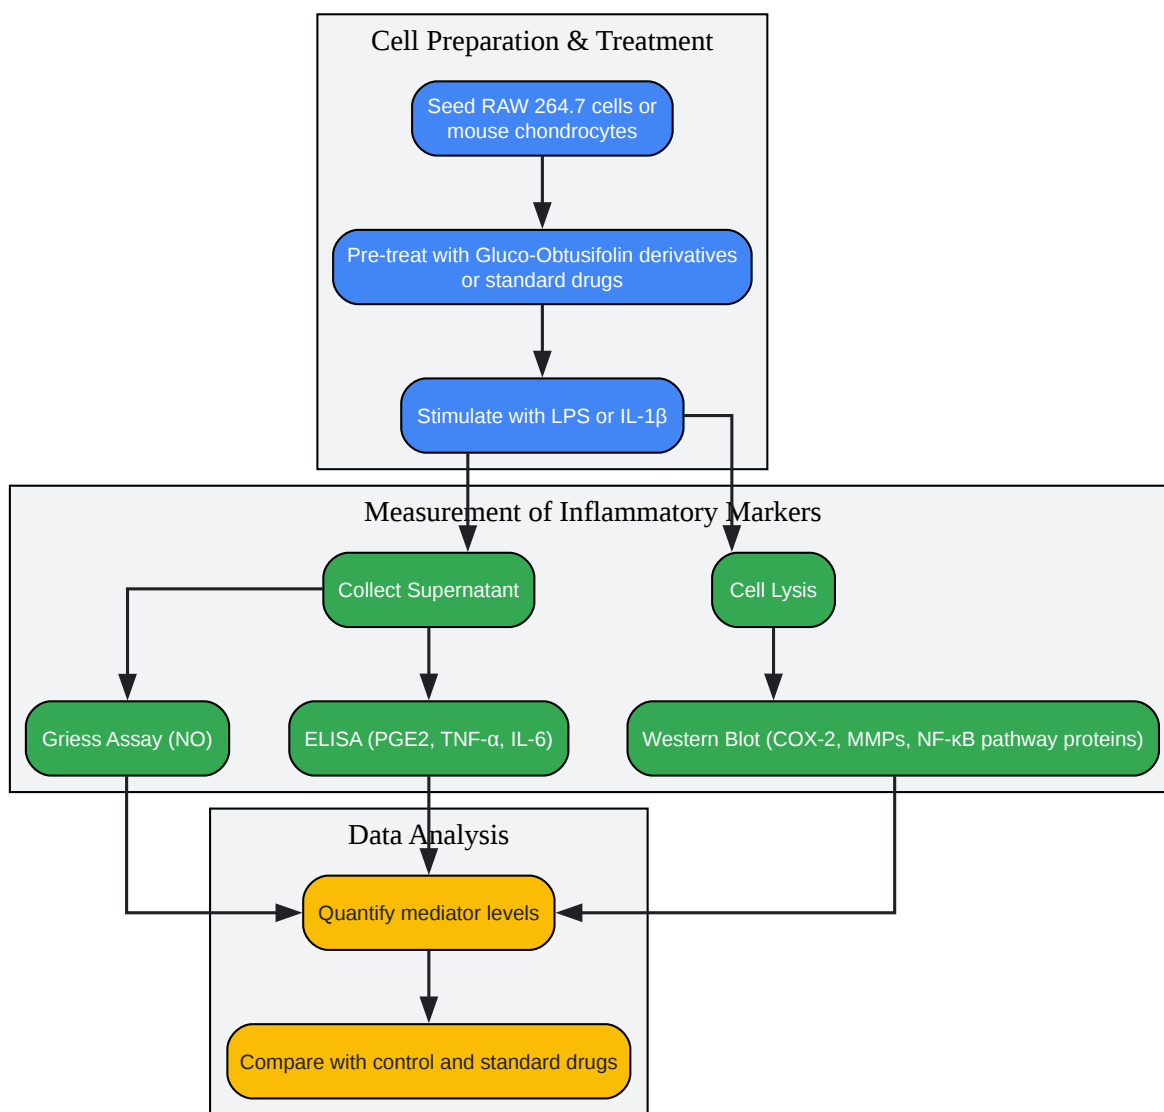 Cell Preparation & Treatment
Seed RAW 264.7 cells or
mouse chondrocytes
Pre-treat with Gluco-Obtusifolin derivatives
or standard drugs
Stimulate with LPS or IL-1β
Measurement of Inflammatory Markers
Collect Supernatant
Cell Lysis
Griess Assay (NO)
ELISA (PGE2, TNF-α, IL-6)
Western Blot (COX-2, MMPs, NF-κB pathway proteins)
Data Analysis
Quantify mediator levels
Compare with control and standard drugs